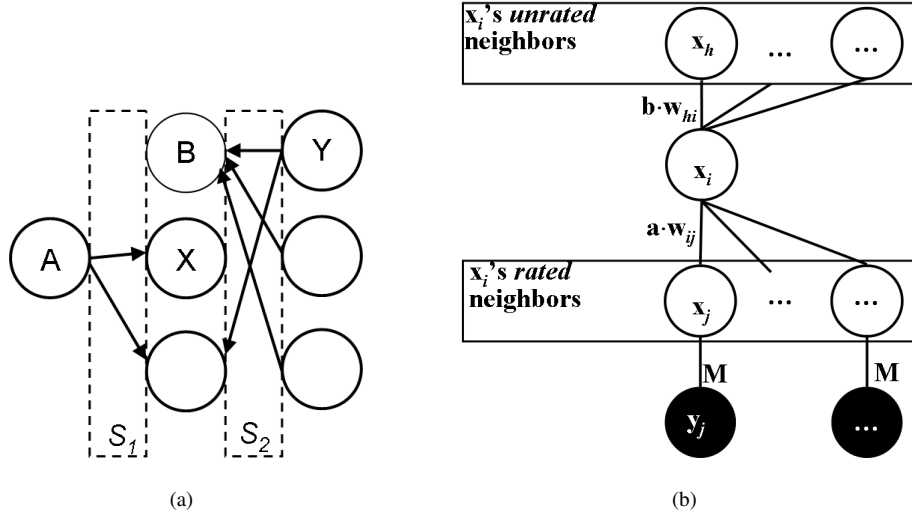 A
B
X
Y
S₁
S₂
(a)
xᵢ's unrated
neighbors
xₕ
...
...
b·wₕᵢ
xᵢ
a·wᵢⱼ
xᵢ's rated
neighbors
xⱼ
...
...
M
M
yⱼ
...
(b)